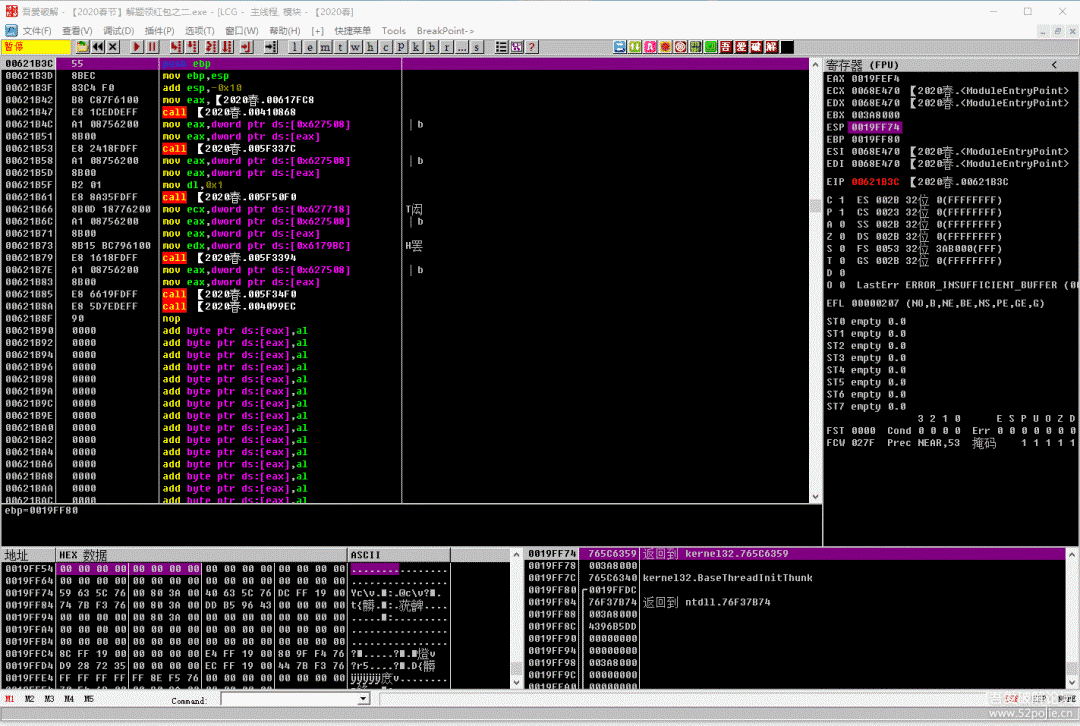 吾爱破解 - 【2020春节】解题领红包之二.exe - [LCG - 主线程, 模块 - 【2020春]
文件(F) 查看(V) 调试(D) 插件(P) 选项(T) 窗口(W) 帮助(H) [+] 快捷菜单 Tools BreakPoint->
暂停 l e m t w h c p k b r ... s
00621B3C 55 push ebp
00621B3D 8BEC mov ebp,esp
00621B3F 83C4 F0 add esp,-0x10
00621B42 B8 C87F6100 mov eax,【2020春.00617FC8
00621B47 E8 1CEDDEFF call 【2020春.00410868
00621B4C A1 08756200 mov eax,dword ptr ds:[0x627508] | b
00621B51 8B00 mov eax,dword ptr ds:[eax]
00621B53 E8 2418FDFF call 【2020春.005F337C
00621B58 A1 08756200 mov eax,dword ptr ds:[0x627508] | b
00621B5D 8B00 mov eax,dword ptr ds:[eax]
00621B5F B2 01 mov dl,0x1
00621B61 E8 8A35FDFF call 【2020春.005F50F0
00621B66 8B0D 18776200 mov ecx,dword ptr ds:[0x627718]
00621B6C A1 08756200 mov eax,dword ptr ds:[0x627508] | b
00621B71 8B00 mov eax,dword ptr ds:[eax]
00621B73 8B15 BC796100 mov edx,dword ptr ds:[0x6179BC] H罢
00621B79 E8 1618FDFF call 【2020春.005F3394
00621B7E A1 08756200 mov eax,dword ptr ds:[0x627508] | b
00621B83 8B00 mov eax,dword ptr ds:[eax]
00621B85 E8 6619FDFF call 【2020春.005F34F0
00621B8A E8 5D7EDEFF call 【2020春.004099EC
00621B8F 90 nop
00621B90 0000 add byte ptr ds:[eax],al
00621B92 0000 add byte ptr ds:[eax],al
00621B94 0000 add byte ptr ds:[eax],al
00621B96 0000 add byte ptr ds:[eax],al
00621B98 0000 add byte ptr ds:[eax],al
00621B9A 0000 add byte ptr ds:[eax],al
00621B9C 0000 add byte ptr ds:[eax],al
00621B9E 0000 add byte ptr ds:[eax],al
00621BA0 0000 add byte ptr ds:[eax],al
00621BA2 0000 add byte ptr ds:[eax],al
00621BA4 0000 add byte ptr ds:[eax],al
00621BA6 0000 add byte ptr ds:[eax],al
00621BA8 0000 add byte ptr ds:[eax],al
00621BAA 0000 add byte ptr ds:[eax],al
00621BAC 0000 add byte ptr ds:[eax],al
ebp=0019FF80
寄存器 (FPU) <
EAX 0019FEF4
ECX 0068E470 【2020春.<ModuleEntryPoint>
EDX 0068E470 【2020春.<ModuleEntryPoint>
EBX 003A8000
ESP 0019FF74
EBP 0019FF80
ESI 0068E470 【2020春.<ModuleEntryPoint>
EDI 0068E470 【2020春.<ModuleEntryPoint>
EIP 00621B3C 【2020春.00621B3C
C 1 ES 002B 32位 0(FFFFFFFF)
P 1 CS 0023 32位 0(FFFFFFFF)
A 0 SS 002B 32位 0(FFFFFFFF)
Z 0 DS 002B 32位 0(FFFFFFFF)
S 0 FS 0053 32位 3AB000(FFF)
T 0 GS 002B 32位 0(FFFFFFFF)
D 0
O 0 LastErr ERROR_INSUFFICIENT_BUFFER (00
EFL 00000207 (NO,B,NE,BE,NS,PE,GE,G)
ST0 empty 0.0
ST1 empty 0.0
ST2 empty 0.0
ST3 empty 0.0
ST4 empty 0.0
ST5 empty 0.0
ST6 empty 0.0
ST7 empty 0.0
3 2 1 0 E S P U O Z D
FST 0000 Cond 0 0 0 0 Err 0 0 0 0 0 0 0
FCW 027F Prec NEAR,53 掩码 1 1 1 1 1
地址 HEX 数据 ASCII
0019FF54 00 00 00 00 00 00 00 00 00 00 00 00 00 00 00 00 ................
0019FF64 00 00 00 00 00 00 00 00 00 00 00 00 00 00 00 00 ................
0019FF74 59 63 5C 76 00 80 3A 00 40 63 5C 76 DC FF 19 00
0019FF84 74 7B F3 76 00 80 3A 00 DD B5 96 43 00 00 00 00
0019FF94 00 00 00 00 00 80 3A 00 00 00 00 00 00 00 00 00
0019FFA4 00 00 00 00 00 00 00 00 00 00 00 00 00 00 00 00 ................
0019FFB4 00 00 00 00 00 00 00 00 00 00 00 00 00 00 00 00 ................
0019FFC4 8C FF 19 00 00 00 00 00 E4 FF 19 00 80 9F F4 76
0019FFD4 D9 28 72 35 00 00 00 00 EC FF 19 00 44 7B F3 76
0019FFE4 FF FF FF FF FF 8E F5 76 00 00 00 00 00 00 00 00
0019FF74 765C6359 返回到 kernel32.765C6359
0019FF78 003A8000
0019FF7C 765C6340 kernel32.BaseThreadInitThunk
0019FF80 0019FFDC
0019FF84 76F37B74 返回到 ntdll.76F37B74
0019FF88 003A8000
0019FF8C 4396B5DD
0019FF90 00000000
0019FF94 00000000
0019FF98 003A8000
0019FF9C 00000000
0019FFA0 00000000
M1 M2 M3 M4 M5 Command:
www.52pojie.cn